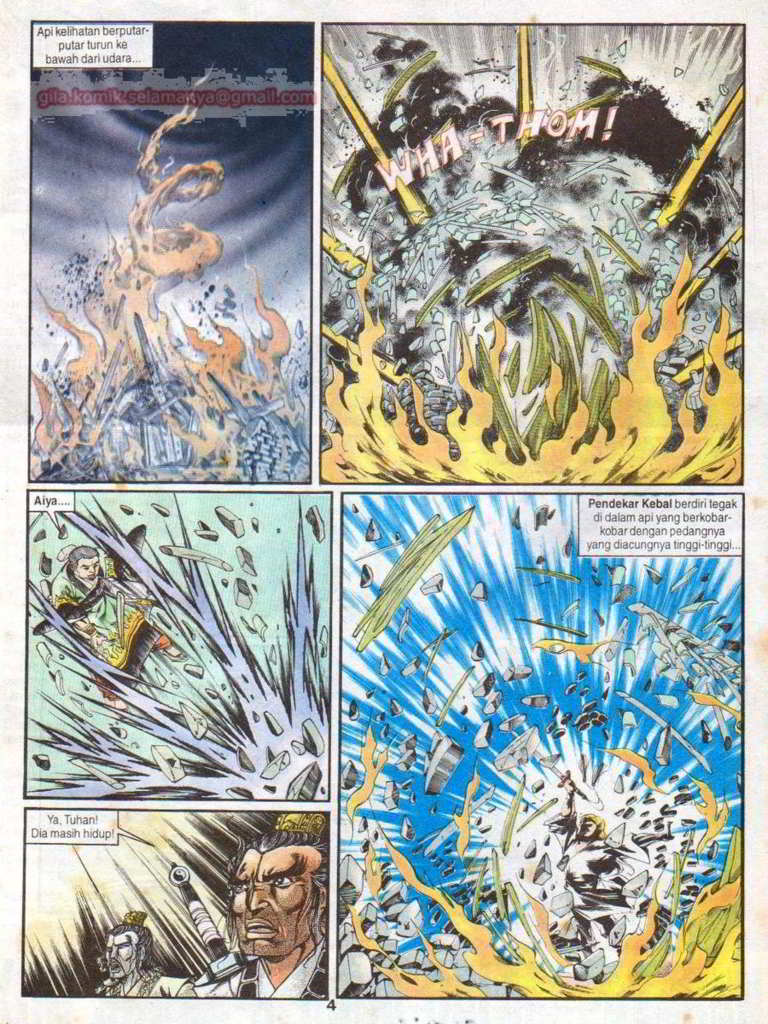 Api kelihatan berputar-
putar turun ke
bawah dari udara...
gila.komik.selamanya@gmail.com
WHA-THOM!
Aiya....
Pendekar Kebal berdiri tegak
di dalam api yang berkobar-
kobar dengan pedangnya
yang diacungnya tinggi-tinggi...
Ya, Tuhan!
Dia masih hidup!
4